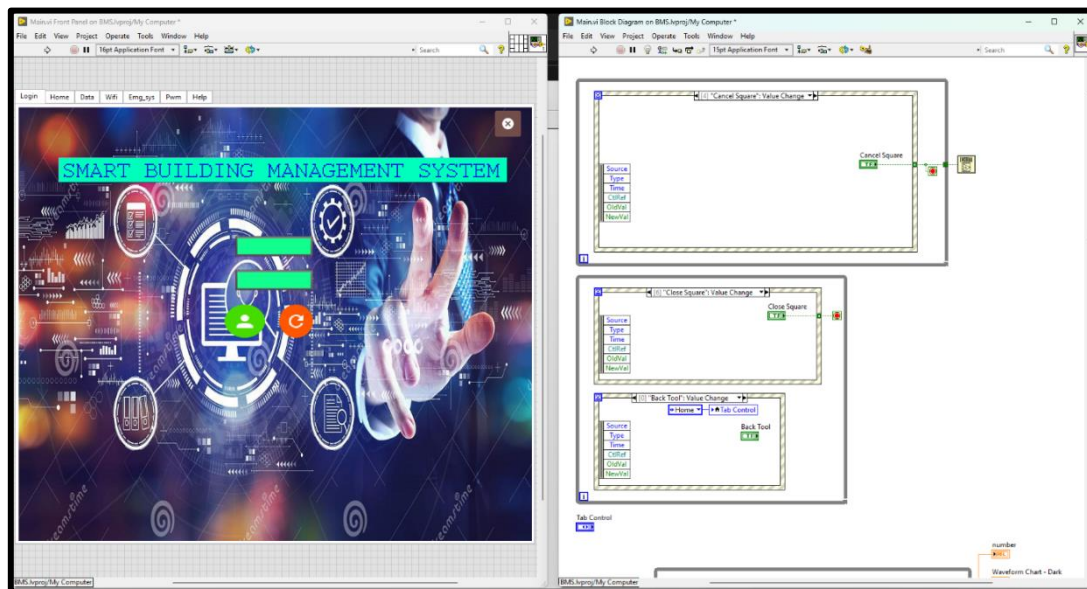 Main.vi Front Panel on BMS.lvproj/My Computer *
File Edit View Project Operate Tools Window Help
16pt Application Font
Search
Login Home Data Wifi Emg_sys Pwm Help
SMART BUILDING MANAGEMENT SYSTEM
dreamstime
BMS.lvproj/My Computer
Main.vi Block Diagram on BMS.lvproj/My Computer *
File Edit View Project Operate Tools Window Help
15pt Application Font
Search
[4] "Cancel Square": Value Change
Cancel Square
TF
Source
Type
Time
CtlRef
OldVal
NewVal
i
"Close Square": Value Change
Close Square
TF
Source
Type
Time
CtlRef
OldVal
NewVal
[0] "Back Tool": Value Change
Home
Tab Control
Back Tool
TF
Source
Type
Time
CtlRef
OldVal
NewVal
i
Tab Control
number
Waveform Chart - Dark
BMS.lvproj/My Computer